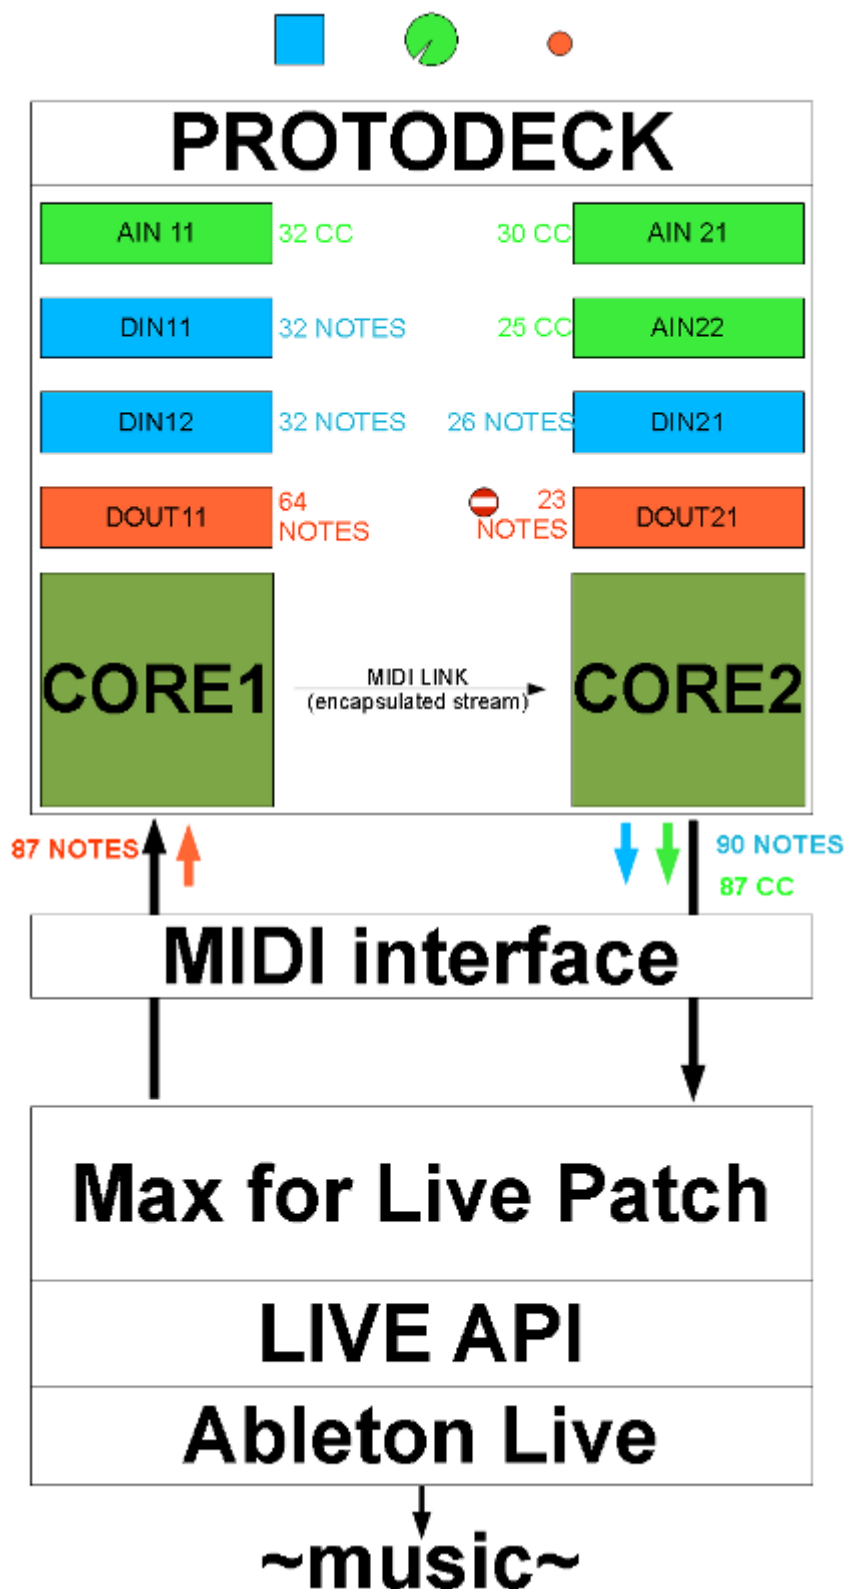 PROTODECK
AIN 11
32 CC
30 CC
AIN 21
DIN11
32 NOTES
25 CC
AIN22
DIN12
32 NOTES
26 NOTES
DIN21
DOUT11
64
NOTES
23
NOTES
DOUT21
CORE1
MIDI LINK
(encapsulated stream)
CORE2
87 NOTES
90 NOTES
87 CC
MIDI interface
Max for Live Patch
LIVE API
Ableton Live
~music~